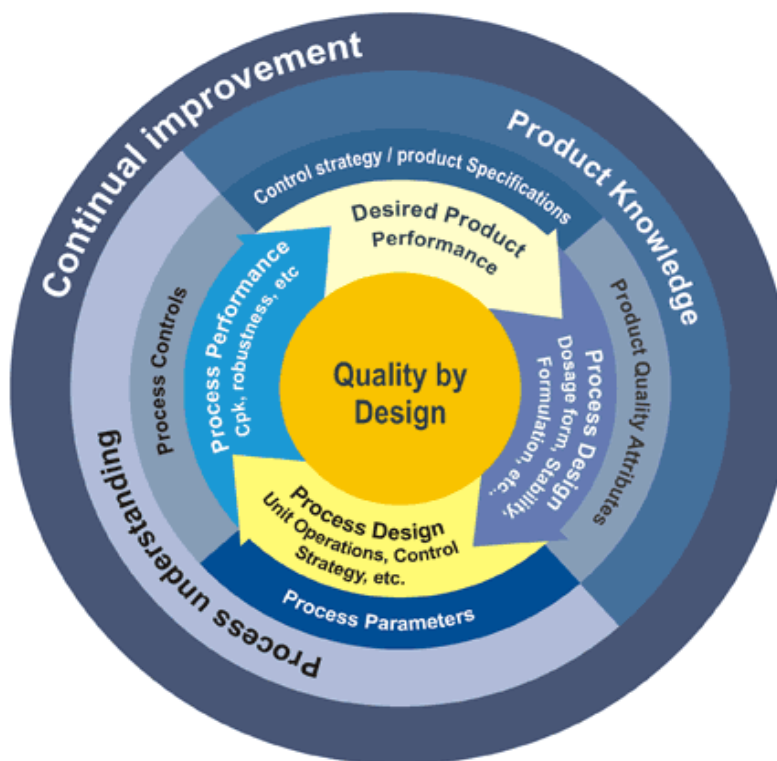 Continual improvement
Product Knowledge
Control strategy / product Specifications
Desired Product
Performance
Process Performance
Cpk, robustness, etc
Process Controls
Quality by
Design
Process Design
Dosage form, Stability,
Formulation, etc..
Product Quality Attributes
Process Design
Unit Operations, Control
Strategy, etc.
Process Parameters
Process understanding